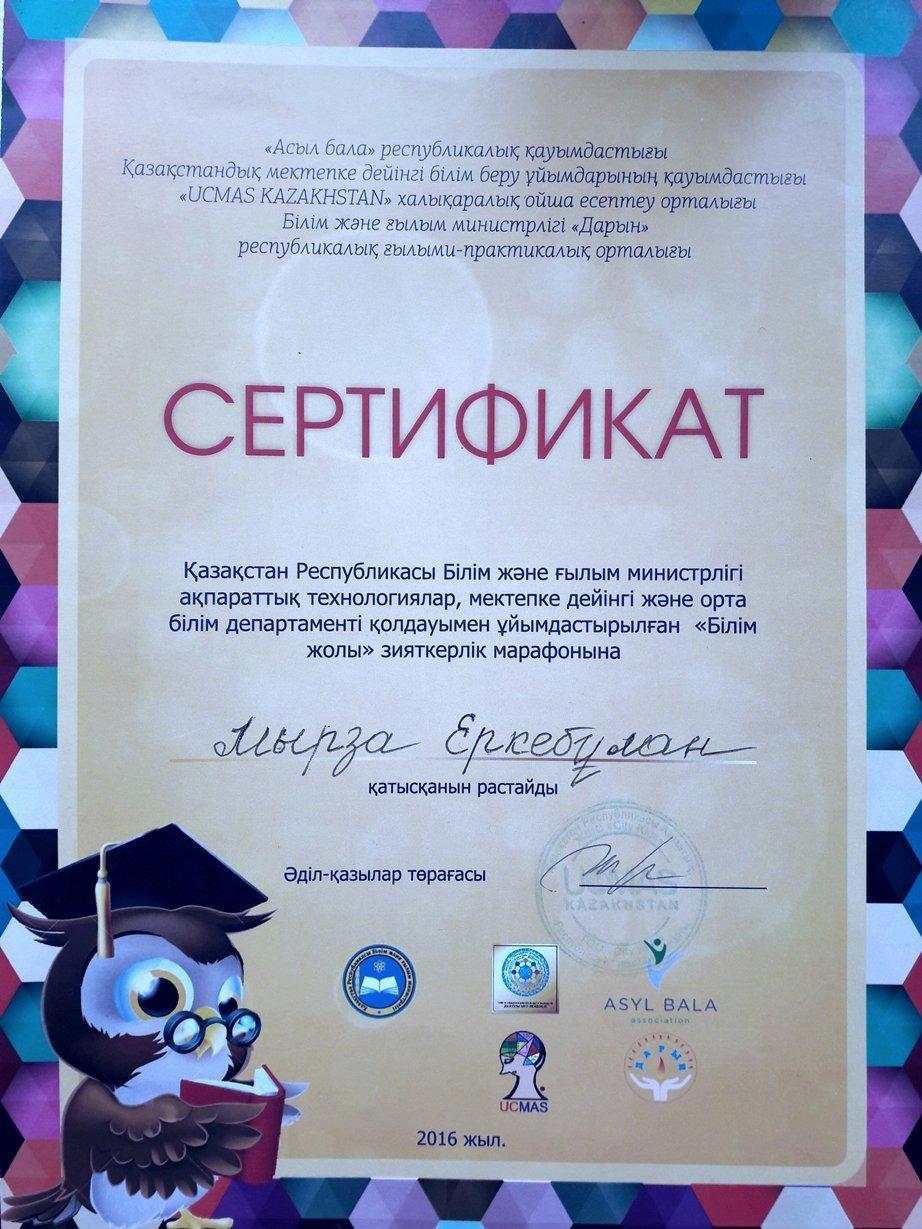 «Асыл бала» республикалық қауымдастығы
Қазақстандық мектепке дейінгі білім беру ұйымдарының қауымдастығы
«UCMAS KAZAKHSTAN» халықаралық ойша есептеу орталығы
Білім және ғылым министрлігі «Дарын»
республикалық ғылыми-практикалық орталығы
СЕРТИФИКАТ
Қазақстан Республикасы Білім және ғылым министрлігі
ақпараттық технологиялар, мектепке дейінгі және орта
білім департаменті қолдауымен ұйымдастырылған «Білім
жолы» зияткерлік марафонына
Мырза Еркебұлан
қатысқанын растайды
Әділ-қазылар төрағасы
UCMAS
KAZAKHSTAN
ASYL BALA
association
ДАРЫН
UCMAS
2016 жыл.